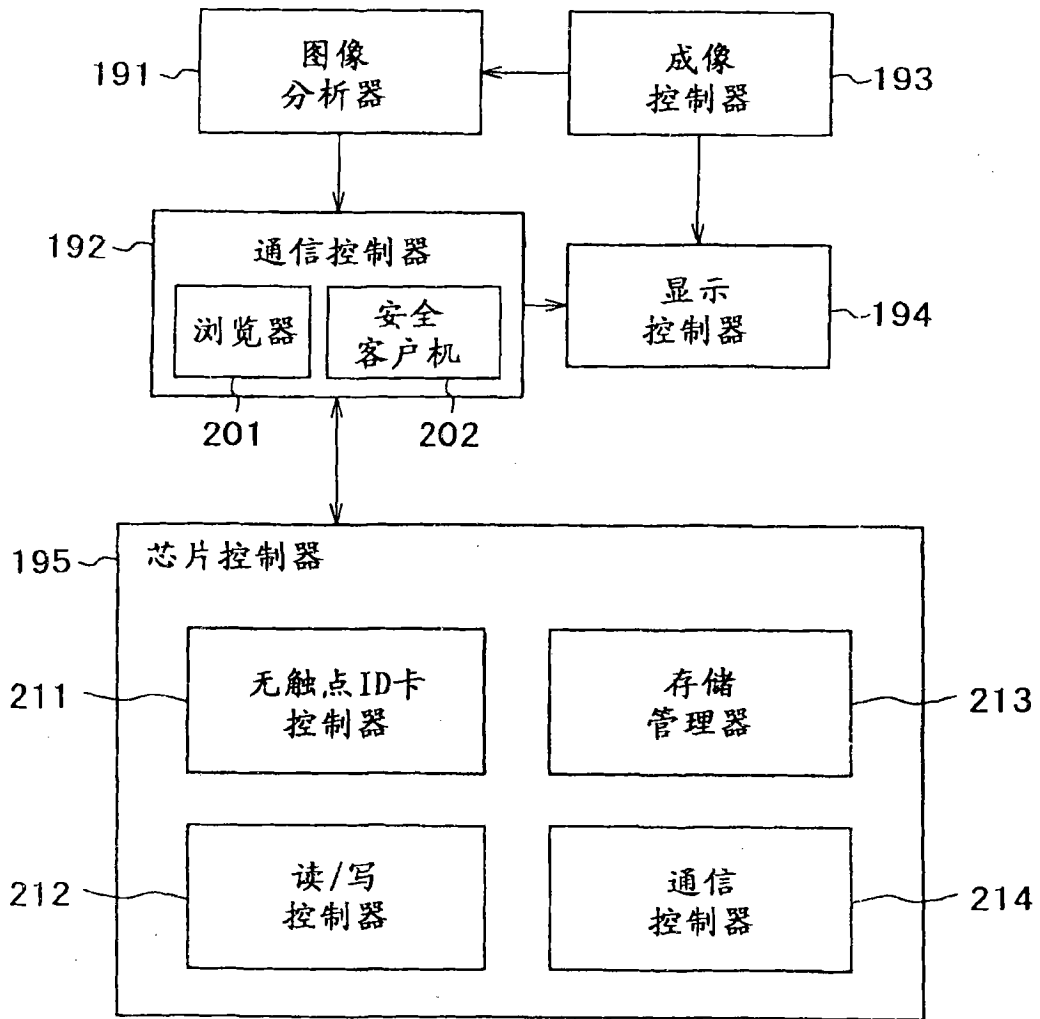 191
图像
分析器
成像
控制器
193
192
通信控制器
浏览器
安全
客户机
201
202
显示
控制器
194
195
芯片控制器
211
无触点ID卡
控制器
存储
管理器
213
212
读/写
控制器
通信
控制器
214